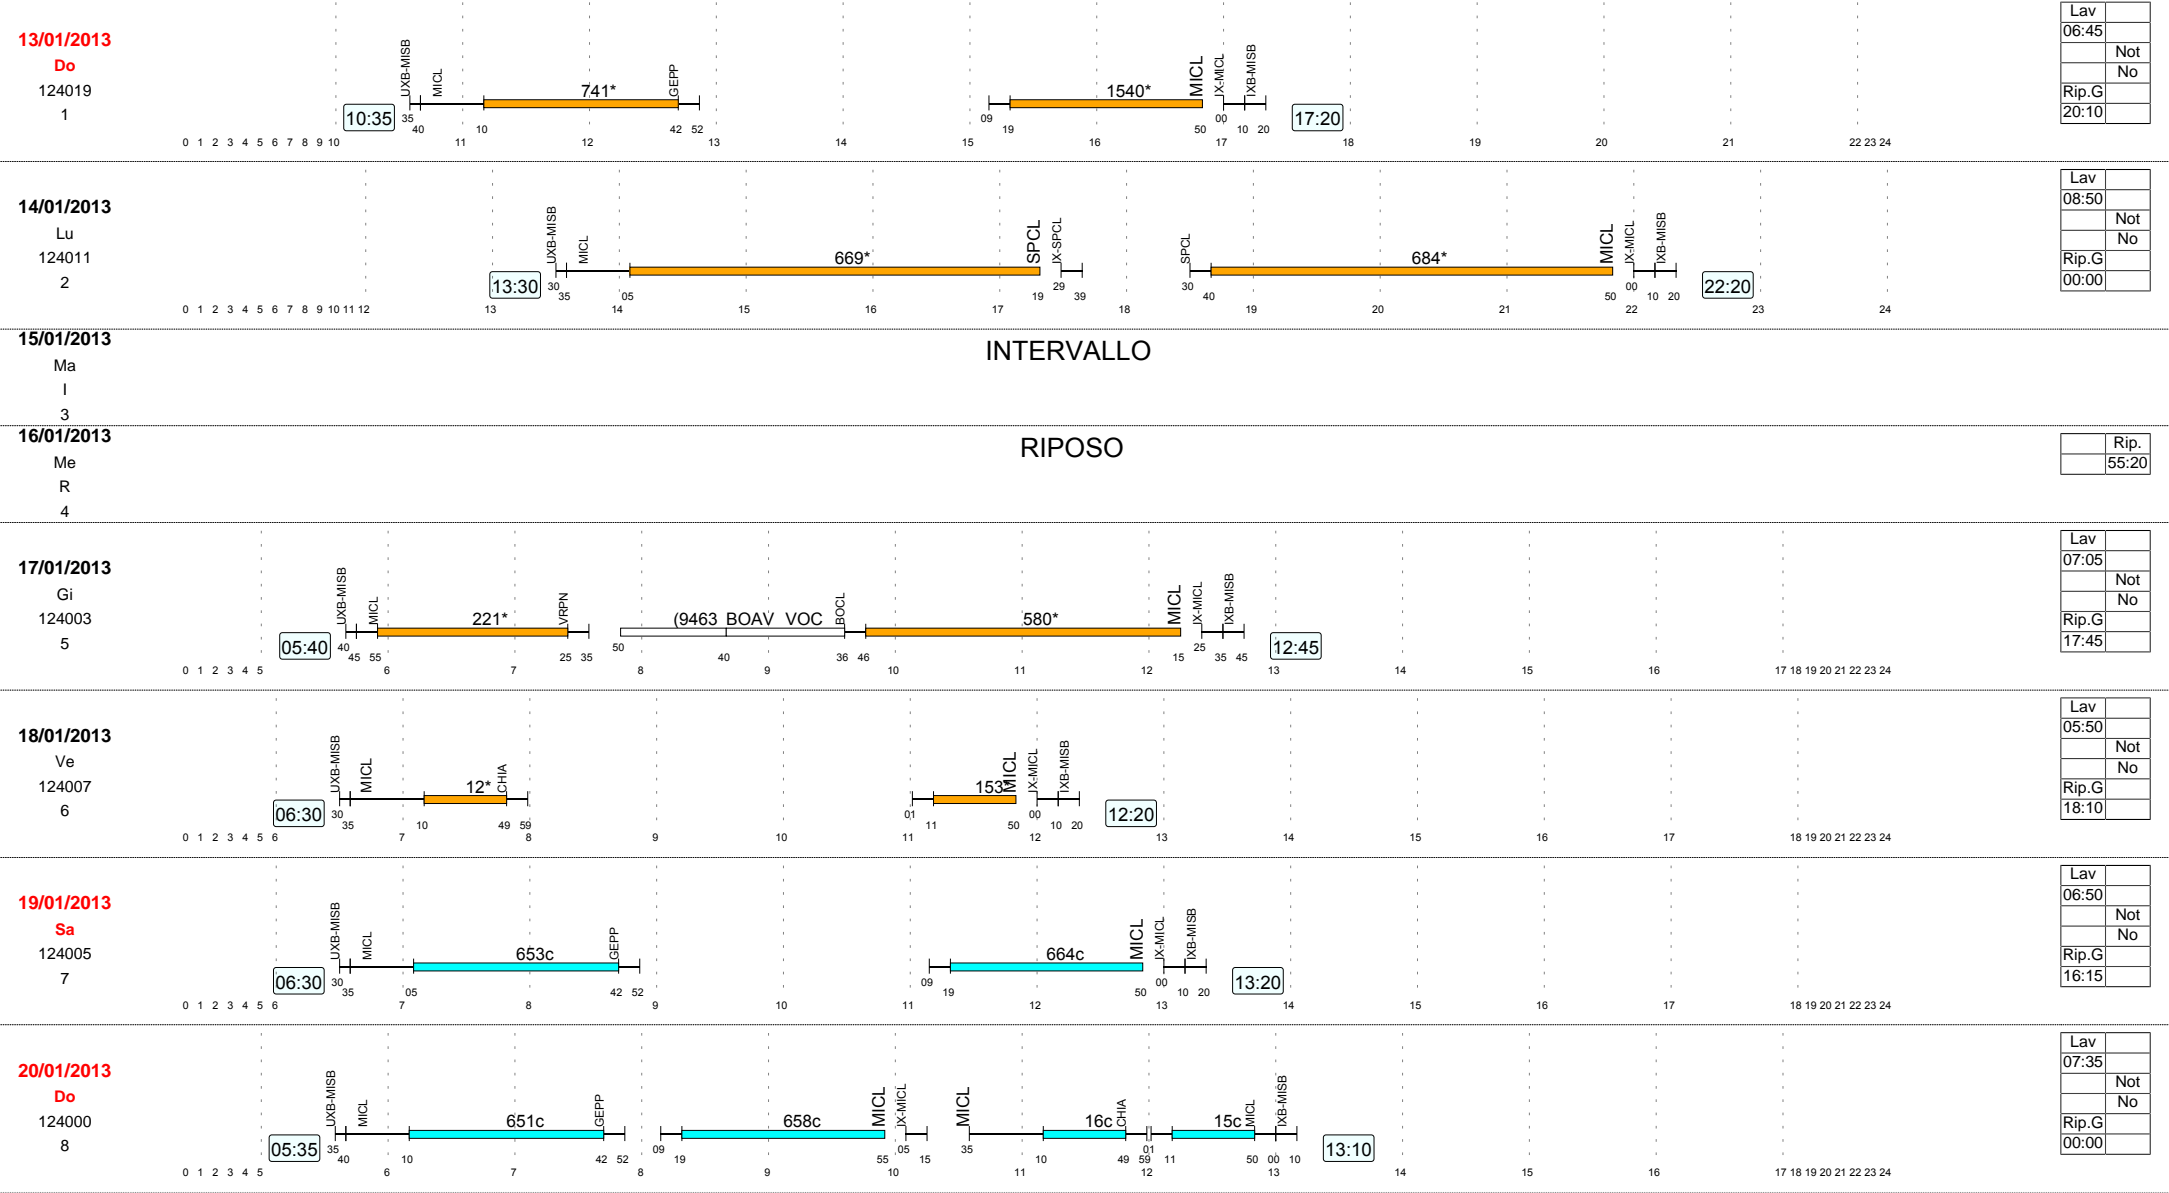 13/01/2013
Do
124019
1
10:35
UXB-MISB
MICL
741*
GEPP
1540*
MICL
IX-MICL
IXB-MISB
17:20
35 40 10 42 52 09 19 50 00 10 20
0 1 2 3 4 5 6 7 8 9 10 11 12 13 14 15 16 17 18 19 20 21 22 23 24
Lav
06:45
Not
No
Rip.G
20:10
14/01/2013
Lu
124011
2
13:30
UXB-MISB
MICL
669*
SPCL
IX-SPCL
SPCL
684*
MICL
IX-MICL
IXB-MISB
22:20
30 35 05 19 29 39 30 40 50 00 10 20
0 1 2 3 4 5 6 7 8 9 10 11 12 13 14 15 16 17 18 19 20 21 22 23 24
Lav
08:50
Not
No
Rip.G
00:00
15/01/2013
Ma
I
3
INTERVALLO
16/01/2013
Me
R
4
RIPOSO
Rip.
55:20
17/01/2013
Gi
124003
5
05:40
UXB-MISB
MICL
221*
VRPN
(9463 BOAV VOC
BOCL
580*
MICL
IX-MICL
IXB-MISB
12:45
40 45 55 25 35 50 40 36 46 15 25 35 45
0 1 2 3 4 5 6 7 8 9 10 11 12 13 14 15 16 17 18 19 20 21 22 23 24
Lav
07:05
Not
No
Rip.G
17:45
18/01/2013
Ve
124007
6
06:30
UXB-MISB
MICL
12*
CHIA
153*
MICL
IX-MICL
IXB-MISB
12:20
30 35 10 49 59 01 11 50 00 10 20
0 1 2 3 4 5 6 7 8 9 10 11 12 13 14 15 16 17 18 19 20 21 22 23 24
Lav
05:50
Not
No
Rip.G
18:10
19/01/2013
Sa
124005
7
06:30
UXB-MISB
MICL
653c
GEPP
664c
MICL
IX-MICL
IXB-MISB
13:20
30 35 05 42 52 09 19 50 00 10 20
0 1 2 3 4 5 6 7 8 9 10 11 12 13 14 15 16 17 18 19 20 21 22 23 24
Lav
06:50
Not
No
Rip.G
16:15
20/01/2013
Do
124000
8
05:35
UXB-MISB
MICL
651c
GEPP
658c
MICL
IX-MICL
MICL
16c
CHIA
15c
MICL
IXB-MISB
13:10
35 40 10 42 52 09 19 55 05 15 35 10 49 59 01 11 50 00 10
0 1 2 3 4 5 6 7 8 9 10 11 12 13 14 15 16 17 18 19 20 21 22 23 24
Lav
07:35
Not
No
Rip.G
00:00